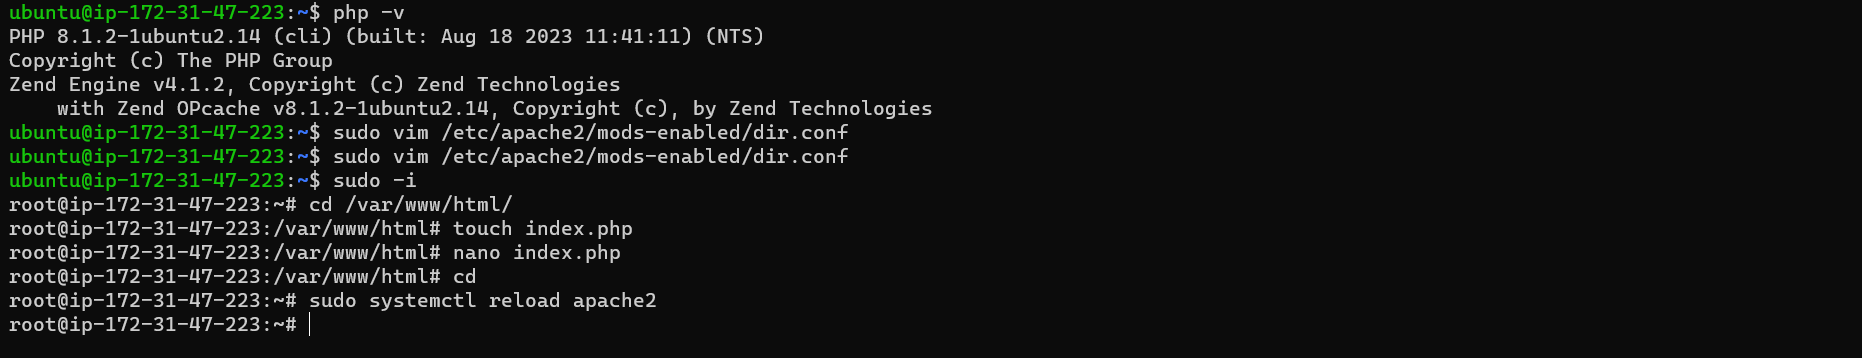 ubuntu@ip-172-31-47-223:~$ php -v
PHP 8.1.2-1ubuntu2.14 (cli) (built: Aug 18 2023 11:41:11) (NTS)
Copyright (c) The PHP Group
Zend Engine v4.1.2, Copyright (c) Zend Technologies
    with Zend OPcache v8.1.2-1ubuntu2.14, Copyright (c), by Zend Technologies
ubuntu@ip-172-31-47-223:~$ sudo vim /etc/apache2/mods-enabled/dir.conf
ubuntu@ip-172-31-47-223:~$ sudo vim /etc/apache2/mods-enabled/dir.conf
ubuntu@ip-172-31-47-223:~$ sudo -i
root@ip-172-31-47-223:~# cd /var/www/html/
root@ip-172-31-47-223:/var/www/html# touch index.php
root@ip-172-31-47-223:/var/www/html# nano index.php
root@ip-172-31-47-223:/var/www/html# cd
root@ip-172-31-47-223:~# sudo systemctl reload apache2
root@ip-172-31-47-223:~#